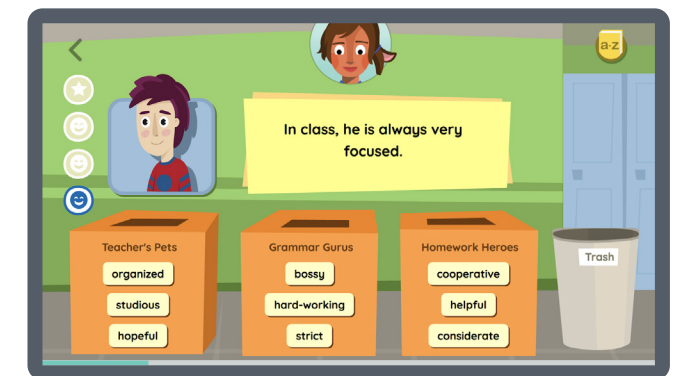 a-z
In class, he is always very
focused.
Teacher's Pets
organized
studious
hopeful
Grammar Gurus
bossy
hard-working
strict
Homework Heroes
cooperative
helpful
considerate
Trash